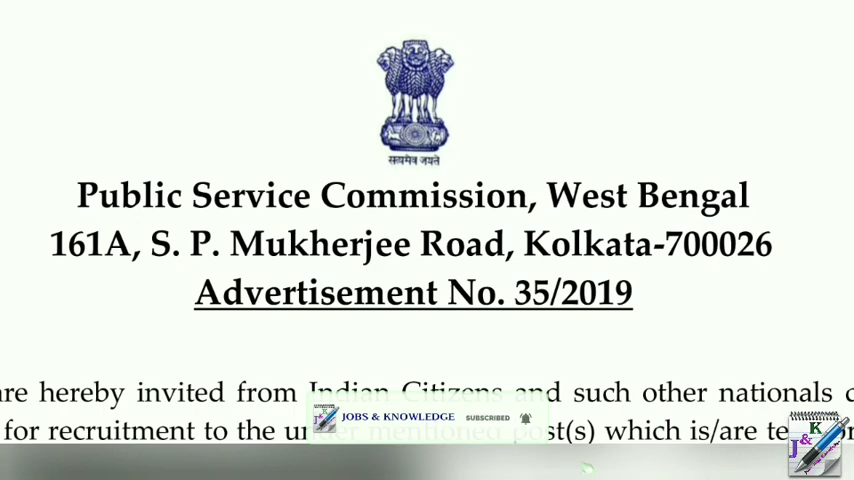 सत्यमेव जयते
Public Service Commission, West Bengal
161A, S. P. Mukherjee Road, Kolkata-700026
Advertisement No. 35/2019
are hereby invited from Indian Citizens and such other nationals
for recruitment to the under mentioned post(s) which is/are
JOBS & KNOWLEDGE SUBSCRIBED
J&K